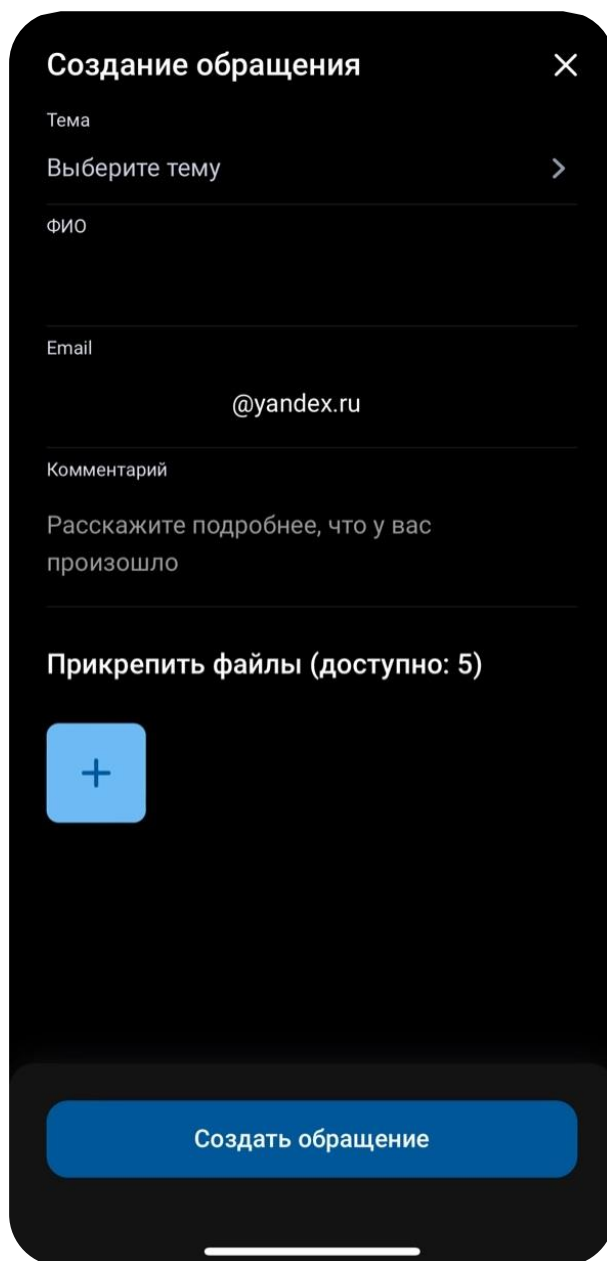 Создание обращения
Тема
Выберите тему
ФИО
Email
@yandex.ru
Комментарий
Расскажите подробнее, что у вас
произошло
Прикрепить файлы (доступно: 5)
Создать обращение